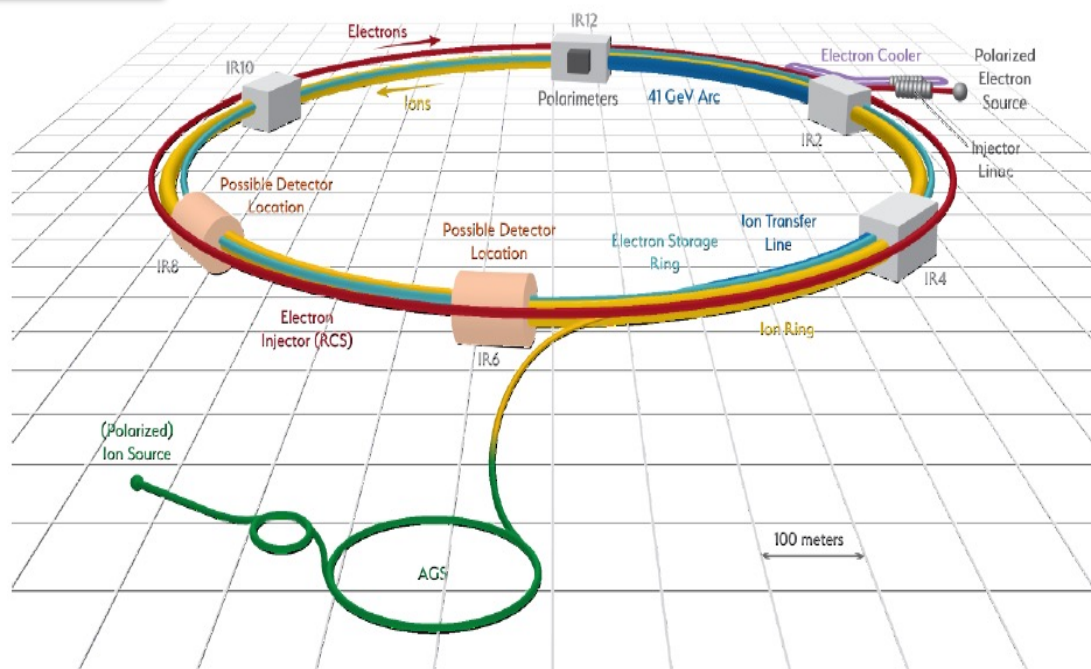 IR12
Electrons
Electron Cooler
Polarized
Electron
Source
IR10
Ions
Polarimeters
41 GeV Arc
IR2
Injector
Linac
Possible Detector
Location
Possible Detector
Location
Electron Storage
Ring
Ion Transfer
Line
IR8
IR4
Electron
Injector (RCS)
Ion Ring
IR6
(Polarized)
Ion Source
100 meters
AGS